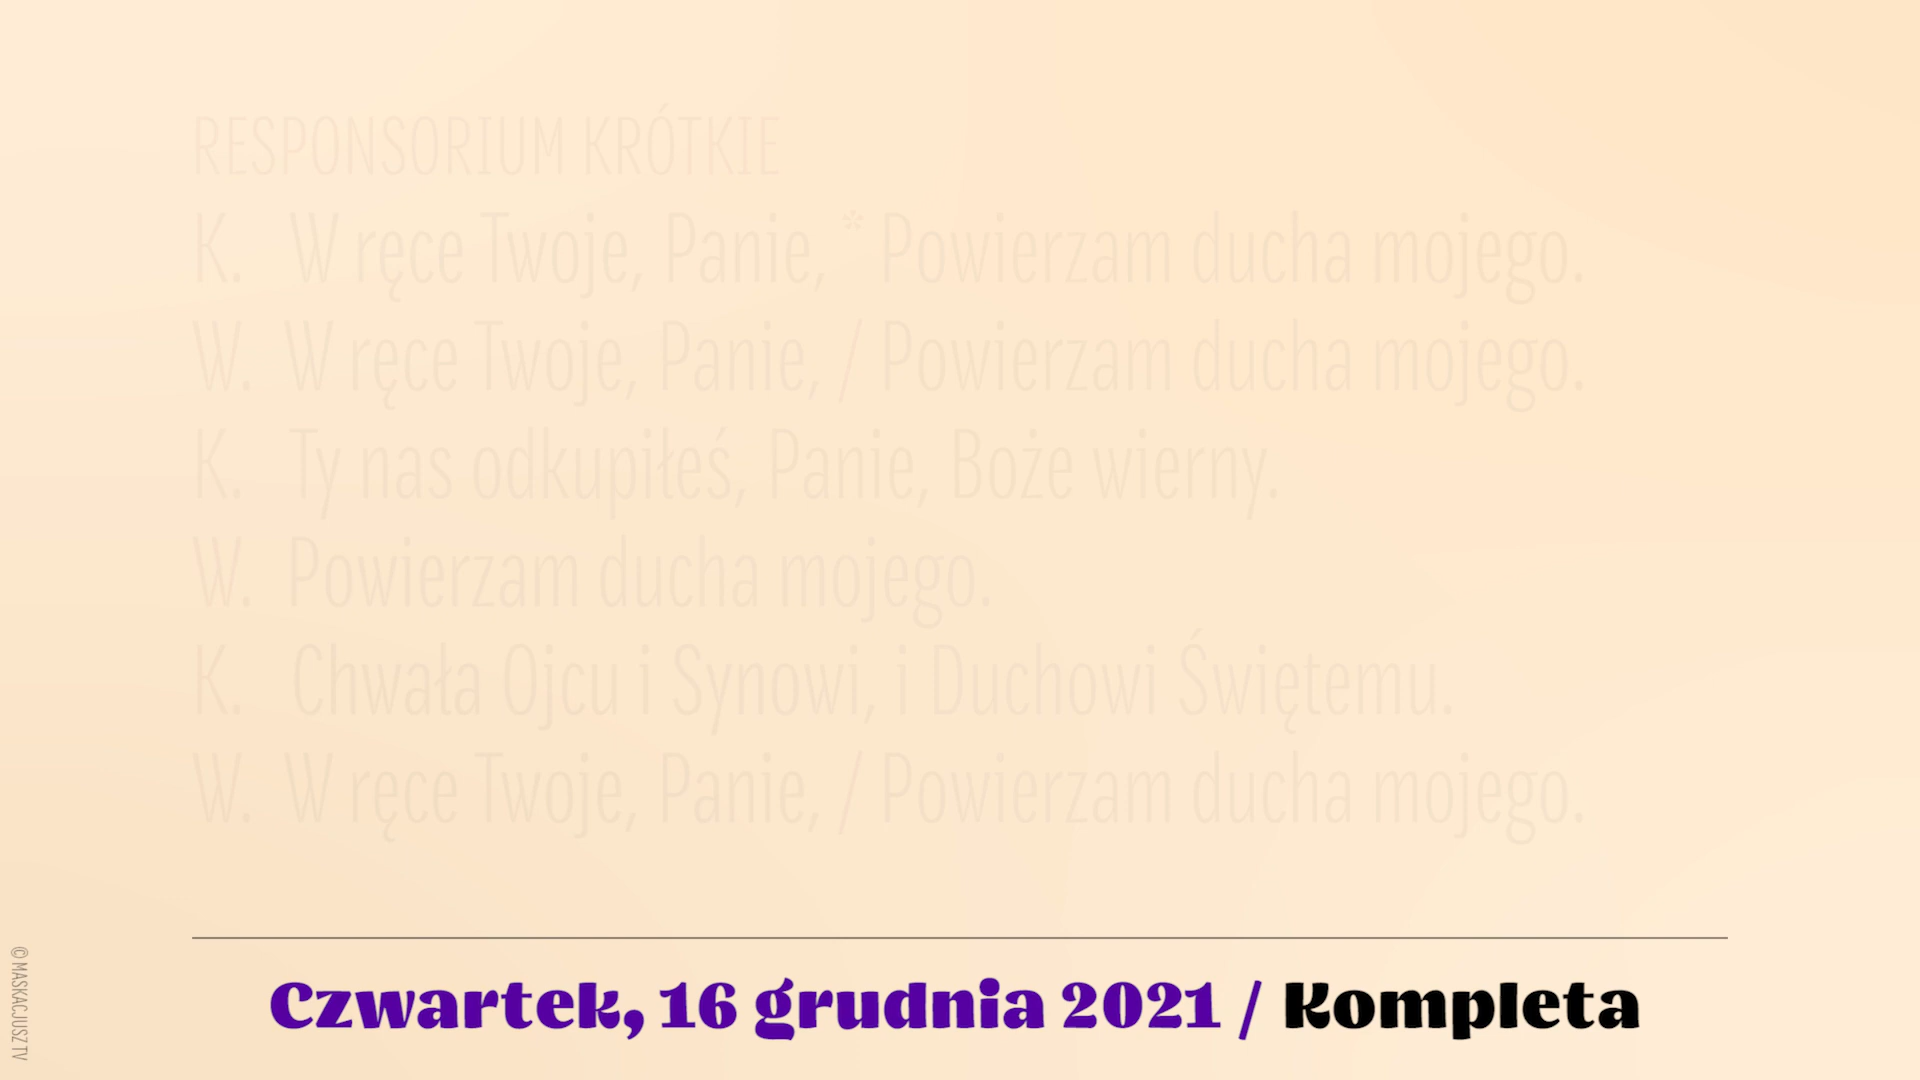 RESPONSORIUM KRÓTKIE
K. W ręce Twoje, Panie, * Powierzam ducha mojego.
W. W ręce Twoje, Panie, / Powierzam ducha mojego.
K. Ty nas odkupiłeś, Panie, Boże wierny.
W. Powierzam ducha mojego.
K. Chwała Ojcu i Synowi, i Duchowi Świętemu.
W. W ręce Twoje, Panie, / Powierzam ducha mojego.
© MASKACJUSZ TV
Czwartek, 16 grudnia 2021 / Kompleta